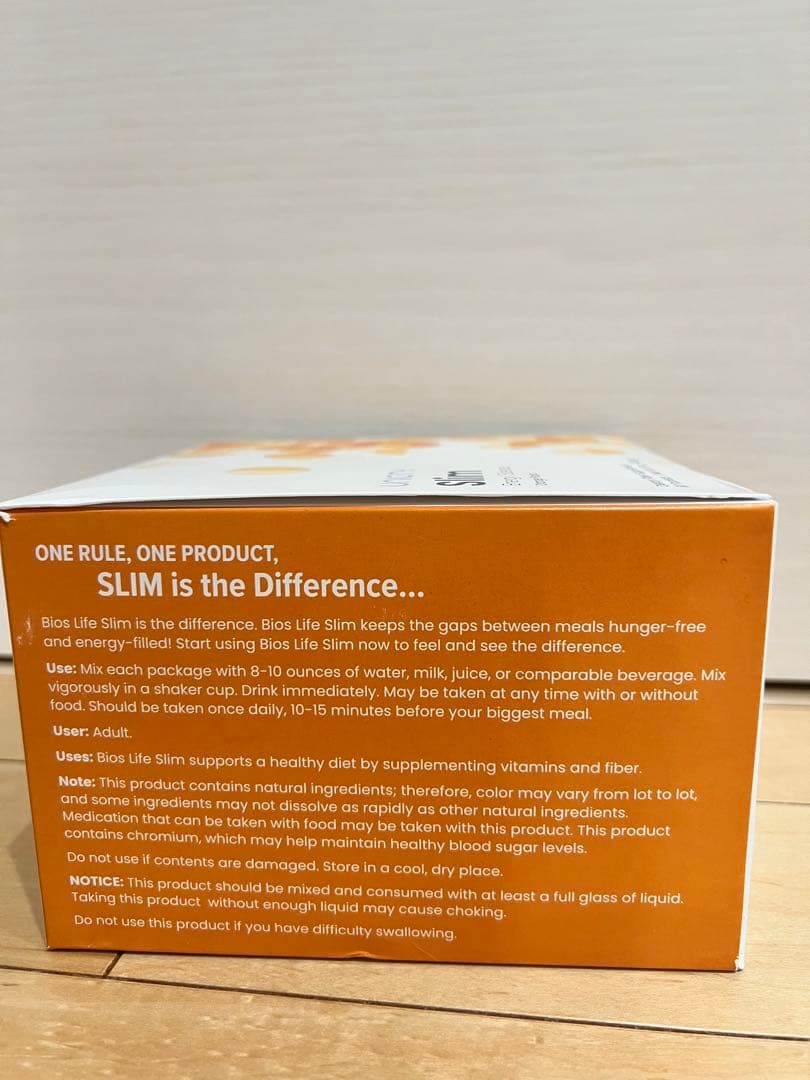 Slim
ONE RULE, ONE PRODUCT,
SLIM is the Difference...
Bios Life Slim is the difference. Bios Life Slim keeps the gaps between meals hunger-free
and energy-filled! Start using Bios Life Slim now to feel and see the difference.
Use: Mix each package with 8-10 ounces of water, milk, juice, or comparable beverage. Mix
vigorously in a shaker cup. Drink immediately. May be taken at any time with or without
food. Should be taken once daily, 10-15 minutes before your biggest meal.
User: Adult.
Uses: Bios Life Slim supports a healthy diet by supplementing vitamins and fiber.
Note: This product contains natural ingredients; therefore, color may vary from lot to lot,
and some ingredients may not dissolve as rapidly as other natural ingredients.
Medication that can be taken with food may be taken with this product. This product
contains chromium, which may help maintain healthy blood sugar levels.
Do not use if contents are damaged. Store in a cool, dry place.
NOTICE: This product should be mixed and consumed with at least a full glass of liquid.
Taking this product without enough liquid may cause choking.
Do not use this product if you have difficulty swallowing.